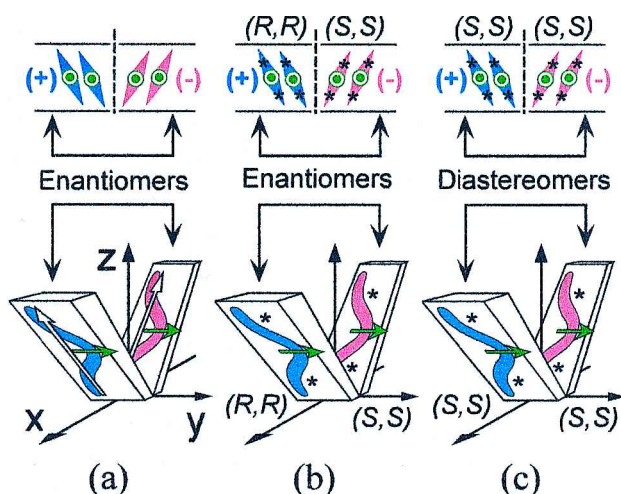 (R,R) (S,S) (S,S) (S,S)
(+) (-) (+) (-) (+) (-)
Enantiomers Enantiomers Diastereomers
z
x y (R,R) (S,S) (S,S) (S,S)
(a) (b) (c)